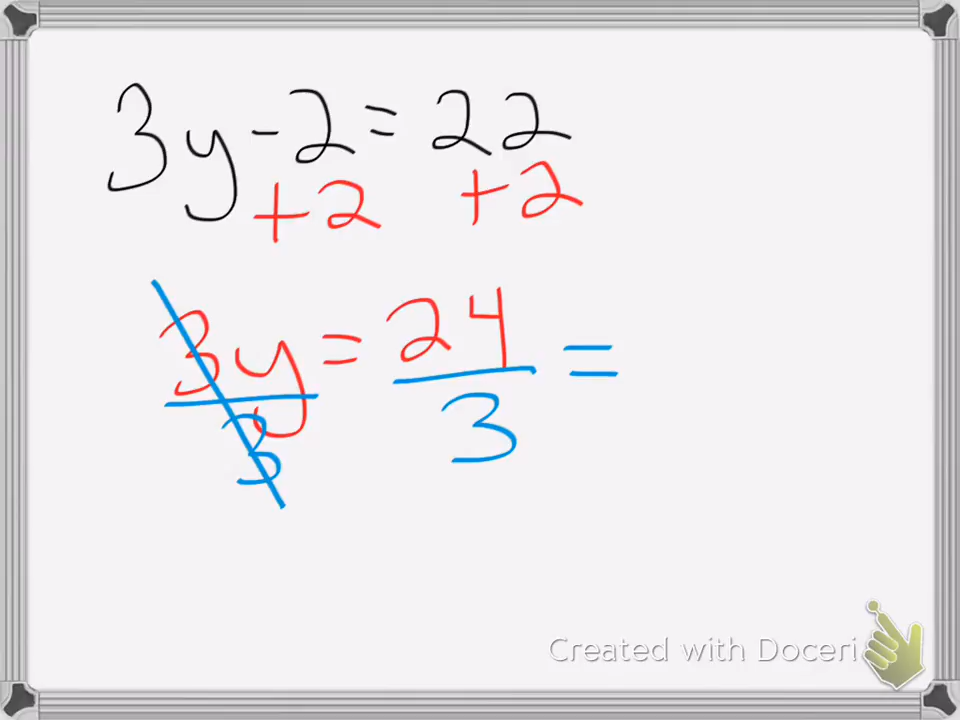 3y-2=22
+2 +2
3y = 24 =
3 3
Created with Doceri